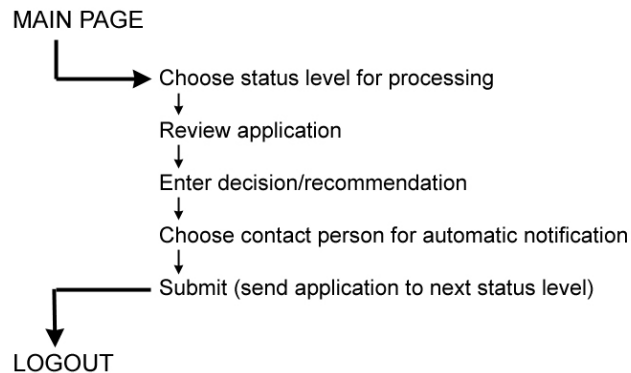 MAIN PAGE
Choose status level for processing
Review application
Enter decision/recommendation
Choose contact person for automatic notification
Submit (send application to next status level)
LOGOUT